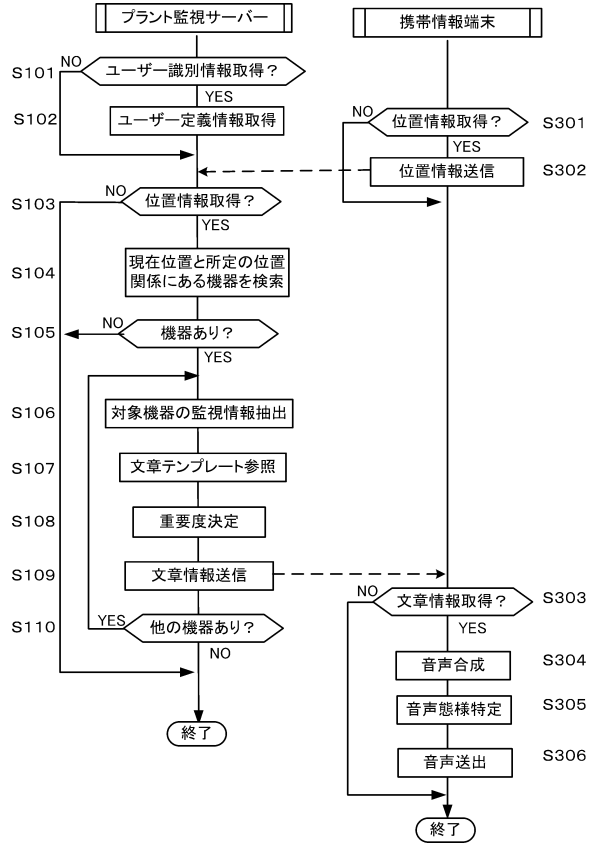 プラント監視サーバー
S101
NO
ユーザー識別情報取得？
YES
S102
ユーザー定義情報取得
S103
NO
位置情報取得？
YES
S104
現在位置と所定の位置
関係にある機器を検索
S105
NO
機器あり？
YES
S106
対象機器の監視情報抽出
S107
文章テンプレート参照
S108
重要度決定
S109
文章情報送信
S110
YES
他の機器あり？
NO
終了
携帯情報端末
NO
位置情報取得？
S301
YES
位置情報送信
S302
NO
文章情報取得？
S303
YES
音声合成
S304
音声態様特定
S305
音声送出
S306
終了